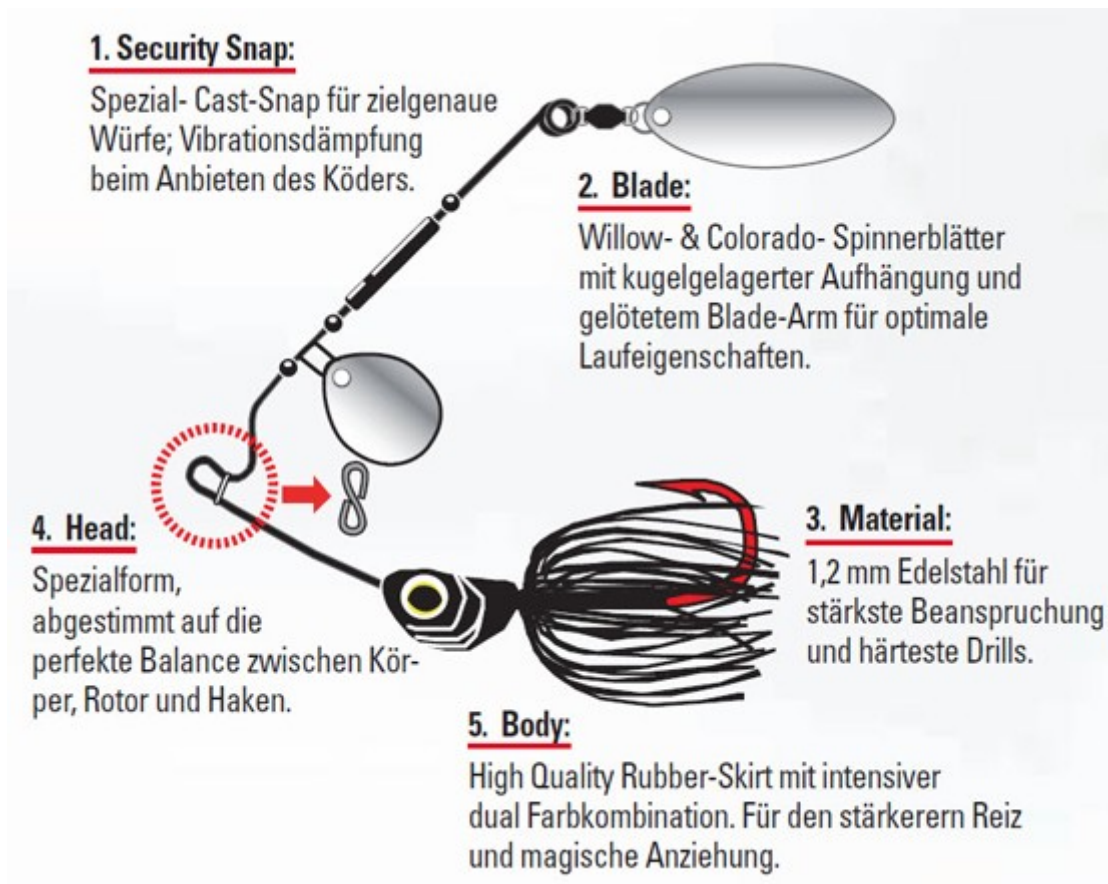 1. Security Snap:
Spezial- Cast-Snap für zielgenaue
Würfe; Vibrationsdämpfung
beim Anbieten des Köders.
2. Blade:
Willow- & Colorado- Spinnerblätter
mit kugelgelagerter Aufhängung und
gelötetem Blade-Arm für optimale
Laufeigenschaften.
3. Material:
1,2 mm Edelstahl für
stärkste Beanspruchung
und härteste Drills.
4. Head:
Spezialform,
abgestimmt auf die
perfekte Balance zwischen Kör-
per, Rotor und Haken.
5. Body:
High Quality Rubber-Skirt mit intensiver
dual Farbkombination. Für den stärkerern Reiz
und magische Anziehung.